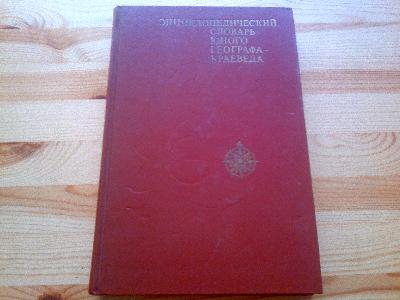 ЭНЦИКЛОПЕДИЧЕСКИЙ
СЛОВАРЬ
ЮНОГО
ГЕОГРАФА-
КРАЕВЕДА